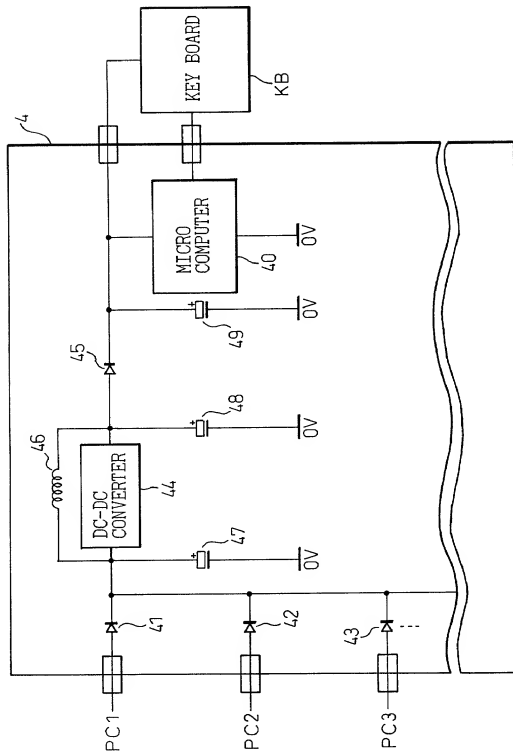 4
KEY BOARD
KB
MICRO
COMPUTER
40
0V
+
49
0V
45
+
48
0V
46
DC-DC
CONVERTER
44
+
47
0V
41
PC1
42
PC2
43
PC3